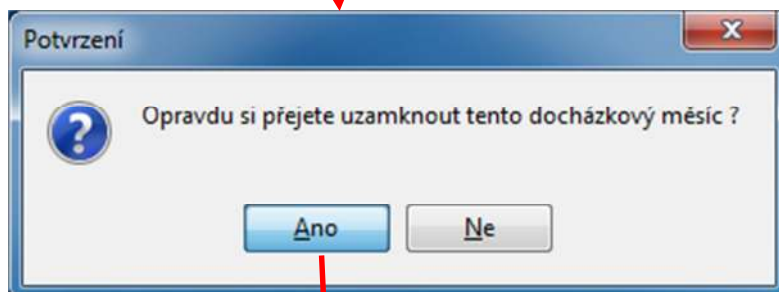 Potvrzení
Opravdu si přejete uzamknout tento docházkový měsíc ?
Ano
Ne